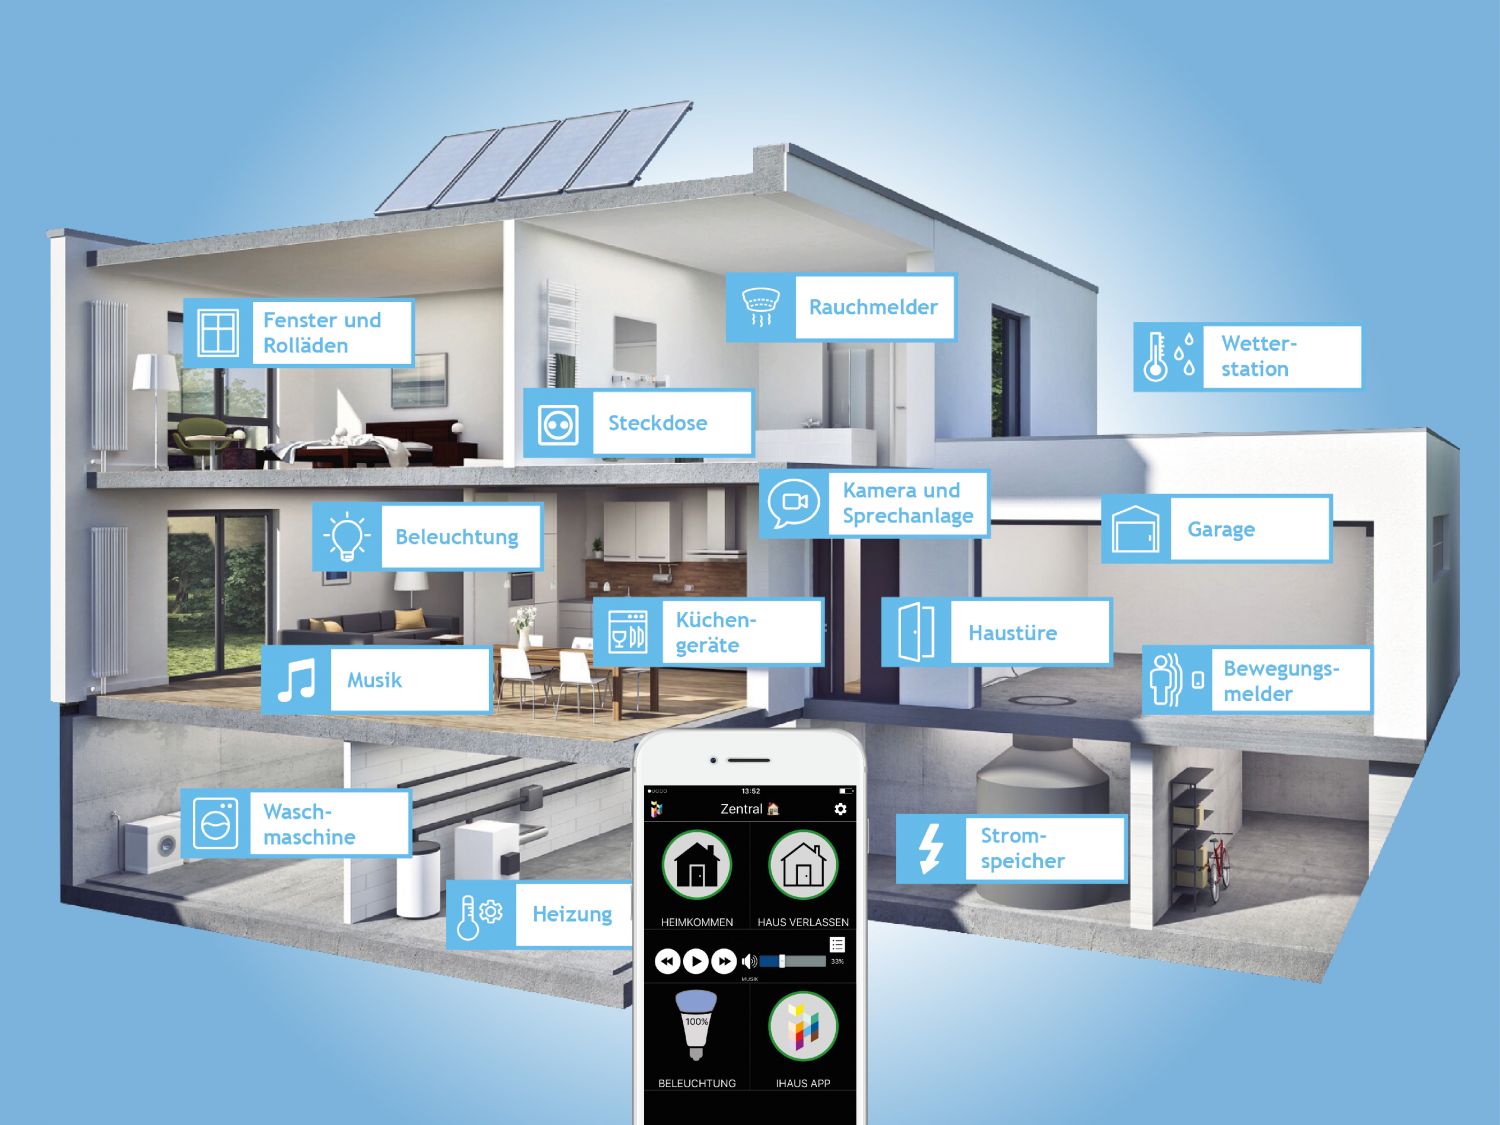 Rauchmelder
Fenster und
Rolläden
Wetter-
station
Steckdose
Kamera und
Sprechanlage
Beleuchtung
Garage
Küchen-
geräte
Haustüre
Musik
Bewegungs-
melder
Wasch-
maschine
Strom-
speicher
Heizung
13:52
Zentral
HEIMKOMMEN
HAUS VERLASSEN
33%
MUSIK
100%
BELEUCHTUNG
IHAUS APP